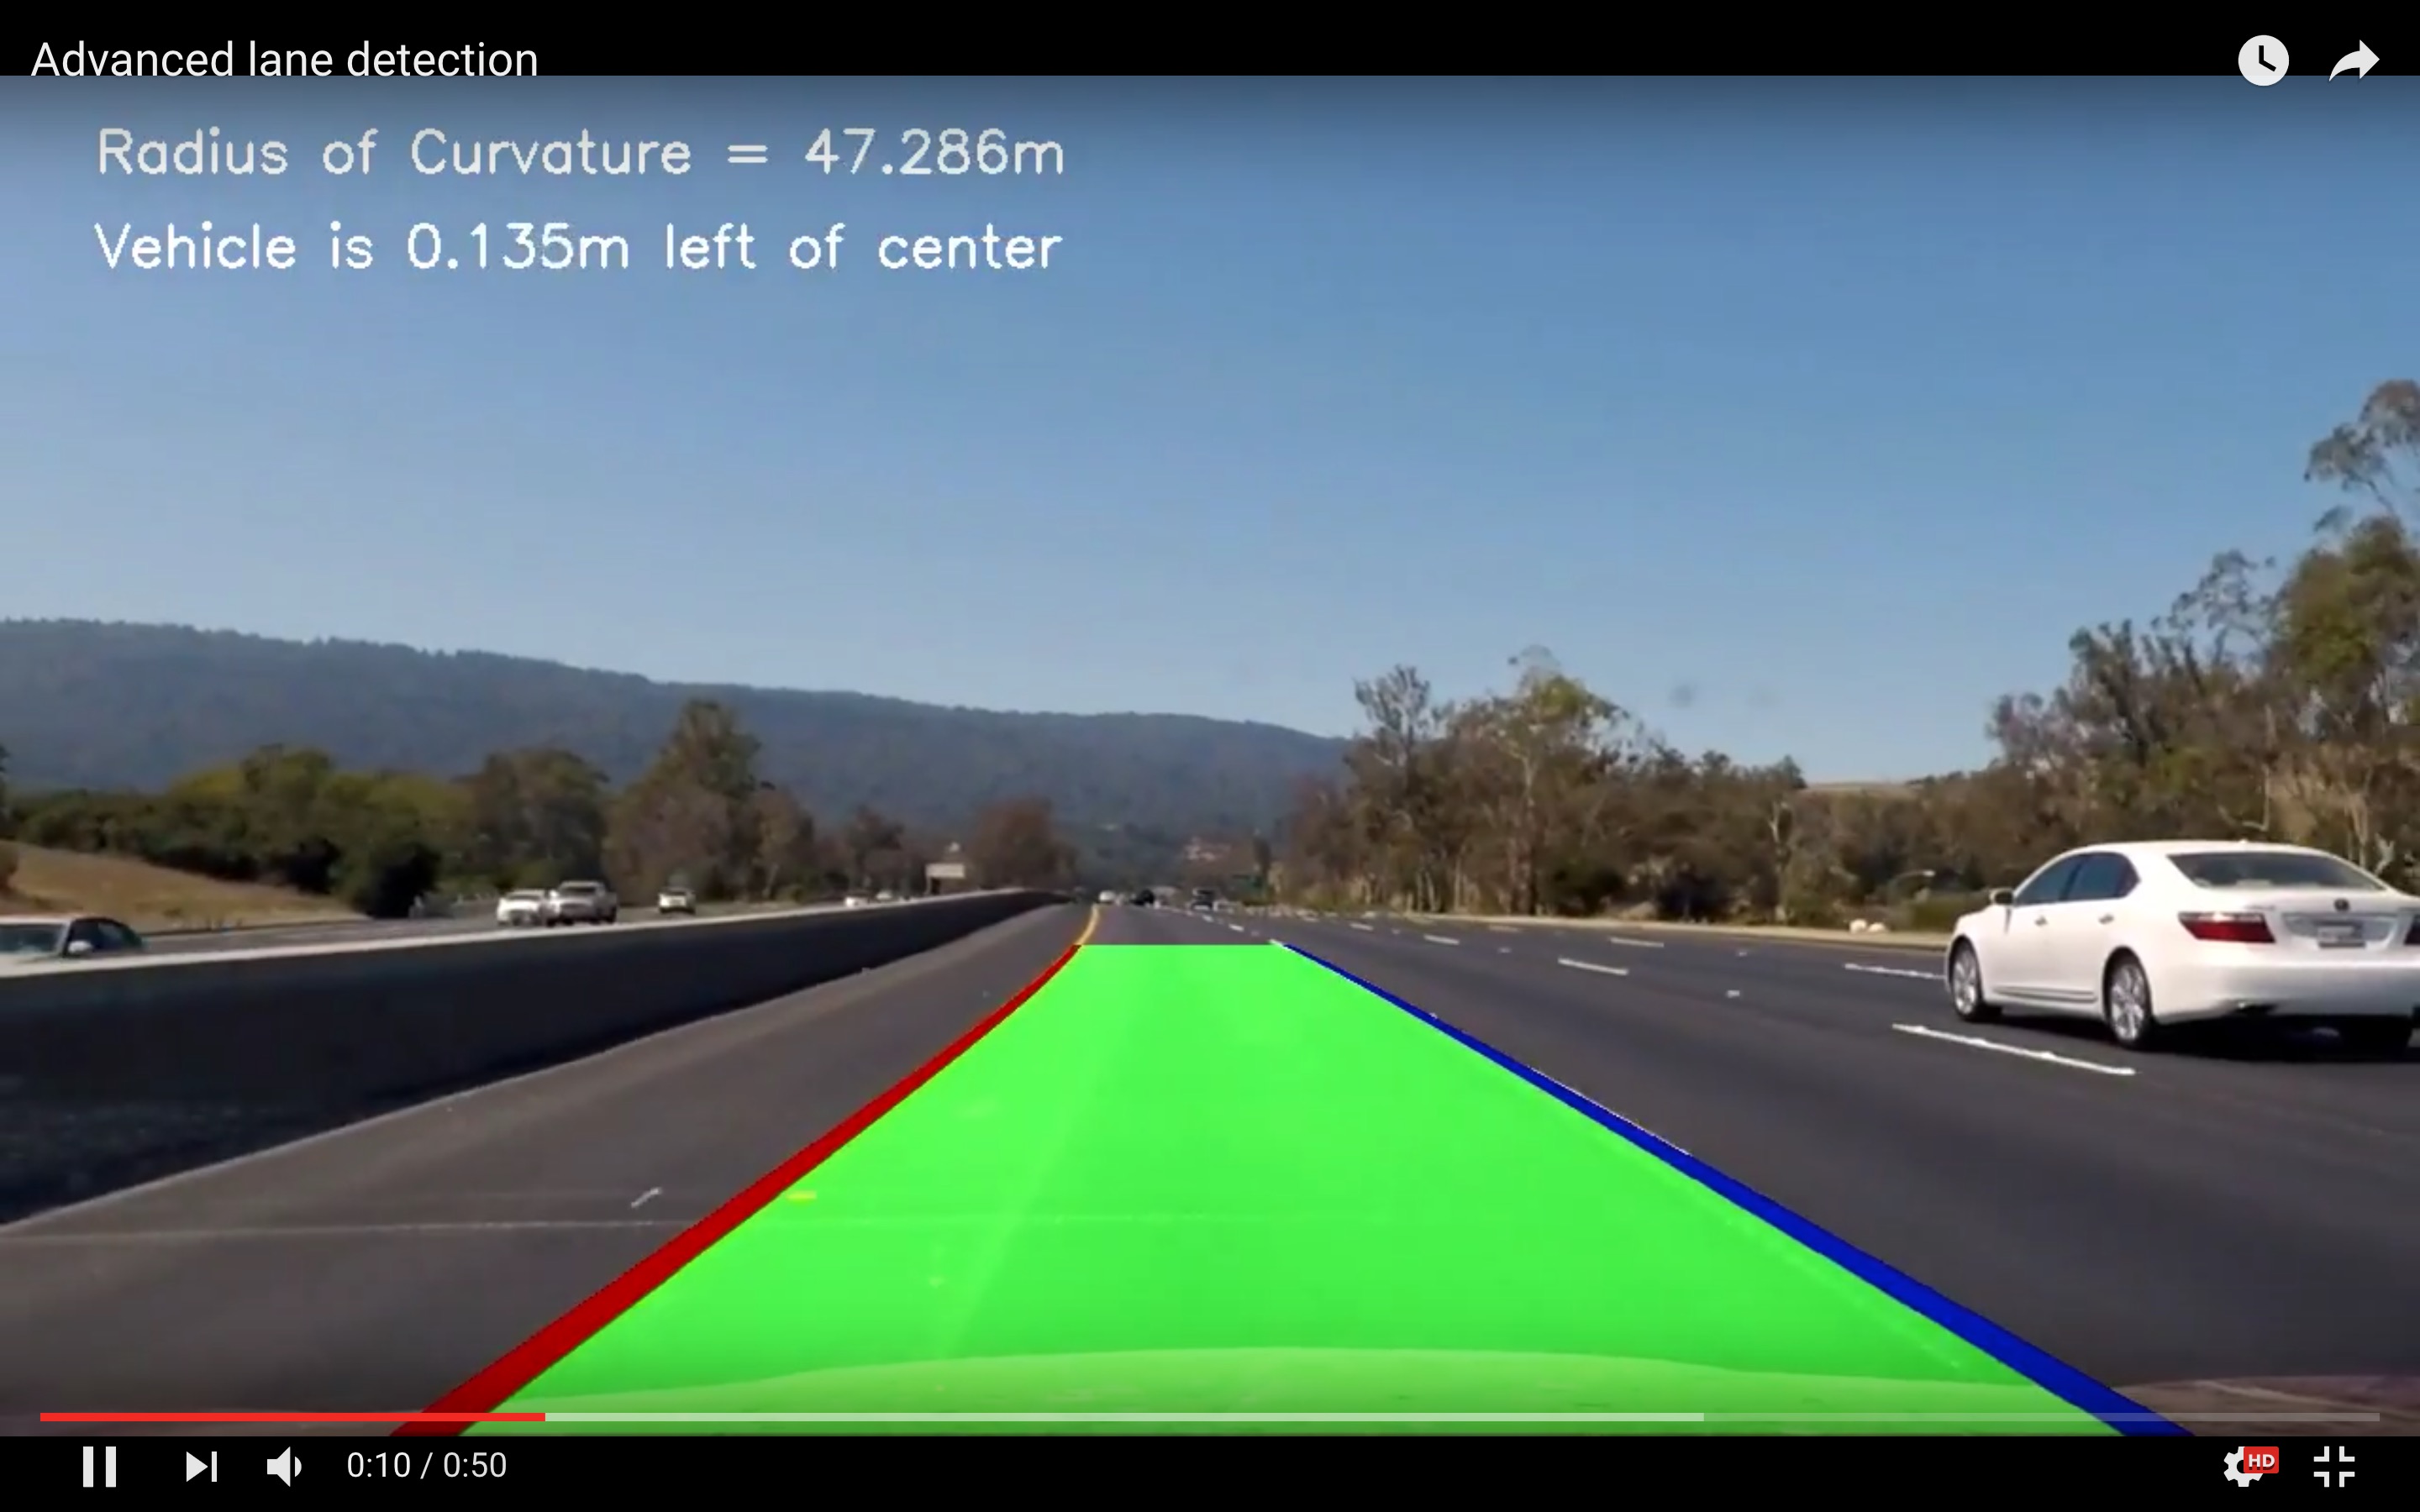 Advanced lane detection
Radius of Curvature = 47.286m
Vehicle is 0.135m left of center
0:10 / 0:50
HD